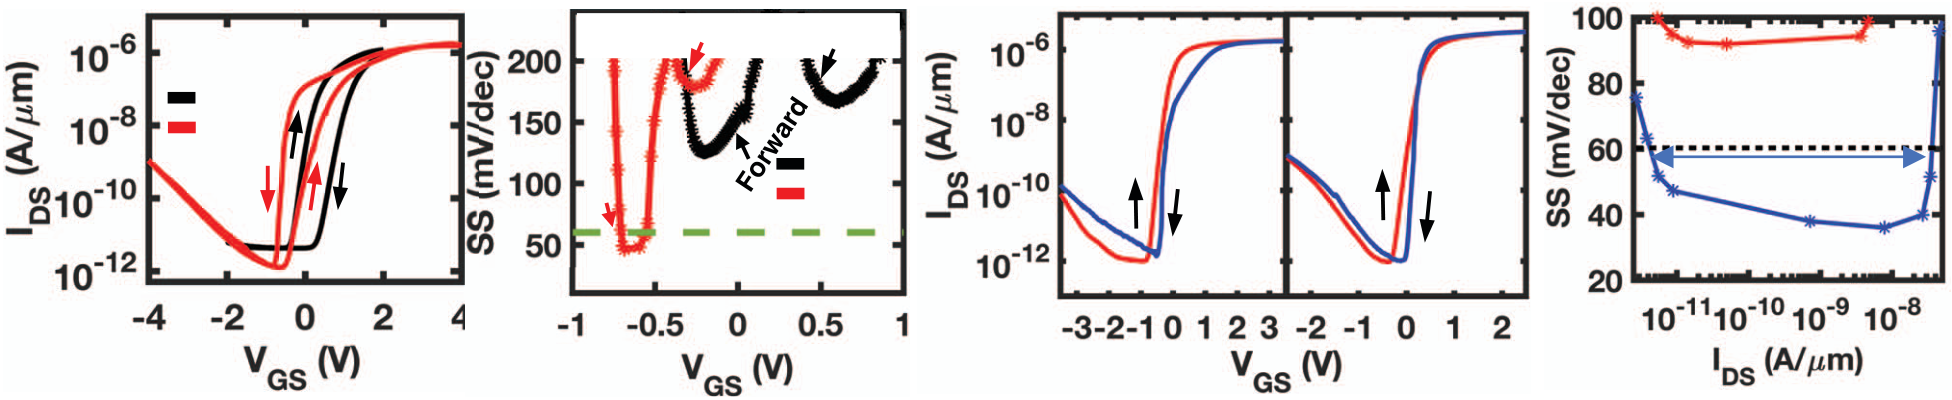 I_DS (A/μm)
10^-6
10^-8
10^-10
10^-12
-4 -2 0 2 4
V_GS (V)
SS (mV/dec)
200
150
100
50
Forward
-1 -0.5 0 0.5 1
V_GS (V)
I_DS (A/μm)
10^-6
10^-8
10^-10
10^-12
-3 -2 -1 0 1 2 3
-2 -1 0 1 2
V_GS (V)
SS (mV/dec)
100
80
60
40
20
10^-11 10^-10 10^-9 10^-8
I_DS (A/μm)